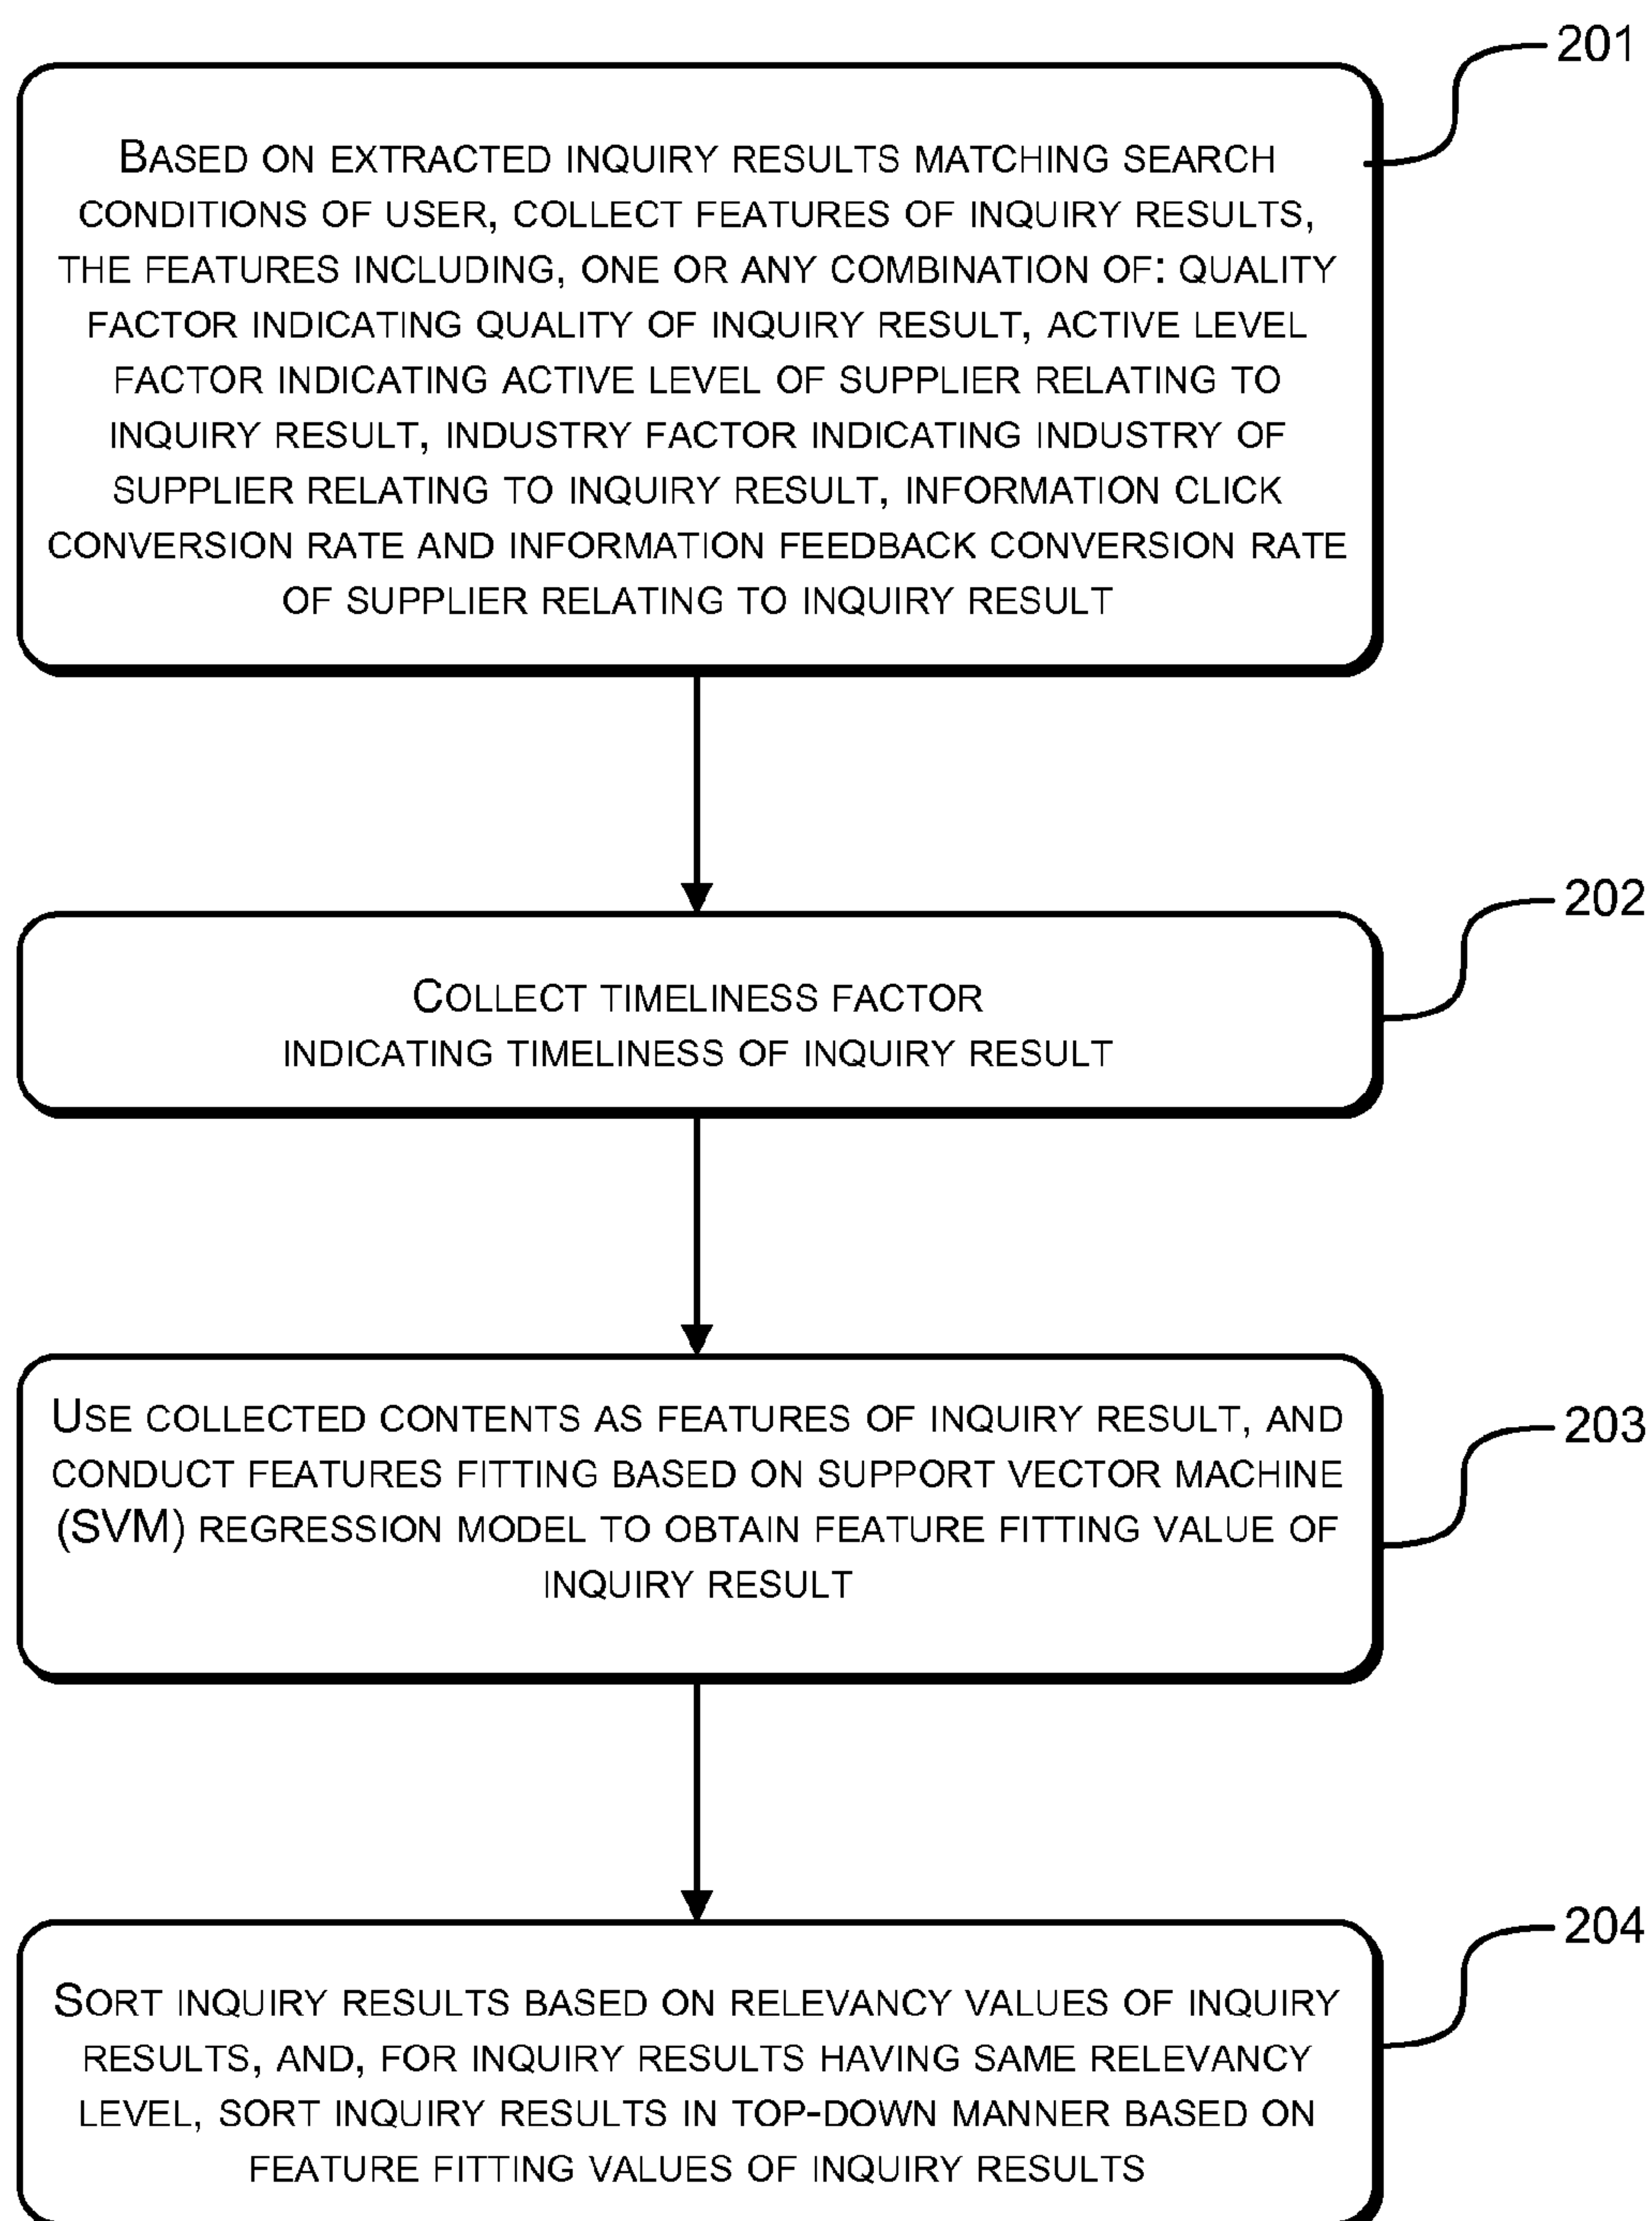 201
BASED ON EXTRACTED INQUIRY RESULTS MATCHING SEARCH
CONDITIONS OF USER, COLLECT FEATURES OF INQUIRY RESULTS,
THE FEATURES INCLUDING, ONE OR ANY COMBINATION OF: QUALITY
FACTOR INDICATING QUALITY OF INQUIRY RESULT, ACTIVE LEVEL
FACTOR INDICATING ACTIVE LEVEL OF SUPPLIER RELATING TO
INQUIRY RESULT, INDUSTRY FACTOR INDICATING INDUSTRY OF
SUPPLIER RELATING TO INQUIRY RESULT, INFORMATION CLICK
CONVERSION RATE AND INFORMATION FEEDBACK CONVERSION RATE
OF SUPPLIER RELATING TO INQUIRY RESULT
202
COLLECT TIMELINESS FACTOR
INDICATING TIMELINESS OF INQUIRY RESULT
203
USE COLLECTED CONTENTS AS FEATURES OF INQUIRY RESULT, AND
CONDUCT FEATURES FITTING BASED ON SUPPORT VECTOR MACHINE
(SVM) REGRESSION MODEL TO OBTAIN FEATURE FITTING VALUE OF
INQUIRY RESULT
204
SORT INQUIRY RESULTS BASED ON RELEVANCY VALUES OF INQUIRY
RESULTS, AND, FOR INQUIRY RESULTS HAVING SAME RELEVANCY
LEVEL, SORT INQUIRY RESULTS IN TOP-DOWN MANNER BASED ON
FEATURE FITTING VALUES OF INQUIRY RESULTS